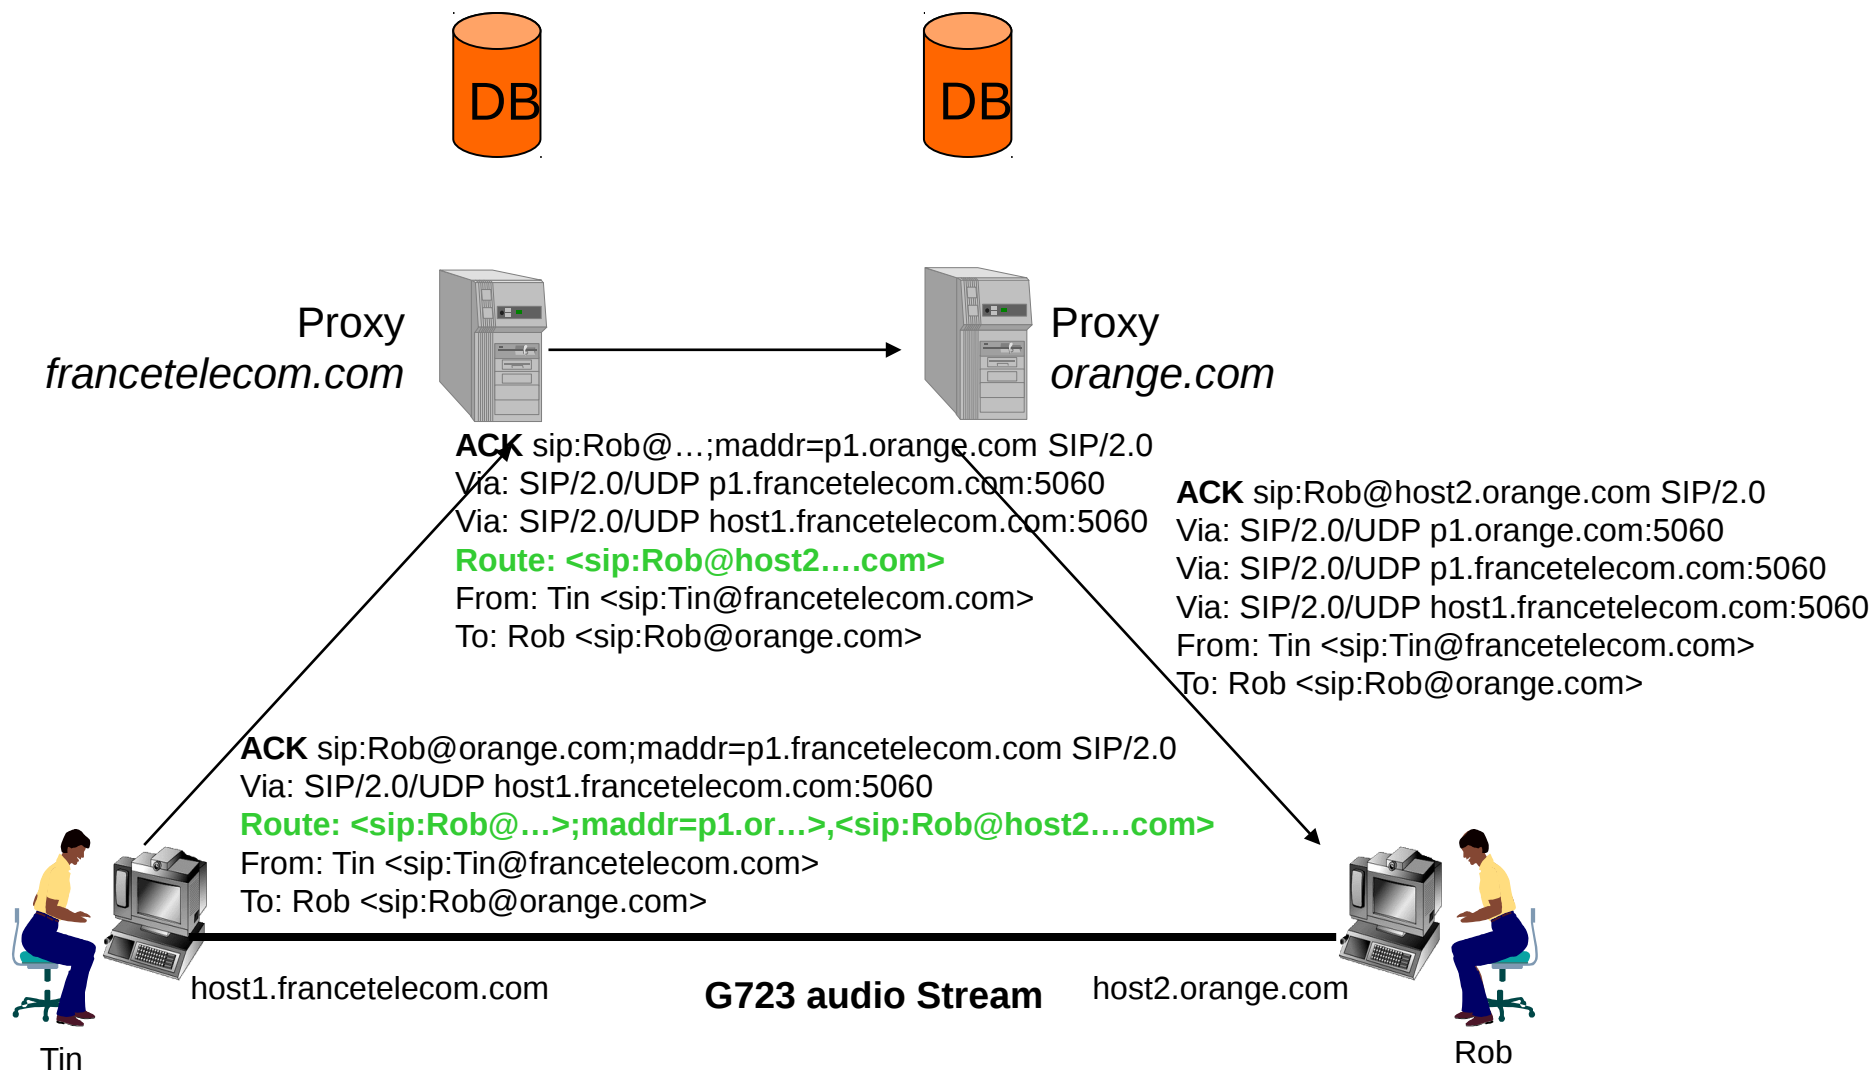 DB
DB
Proxy
francetelecom.com
Proxy
orange.com
ACK sip:Rob@…;maddr=p1.orange.com SIP/2.0
Via: SIP/2.0/UDP p1.francetelecom.com:5060
Via: SIP/2.0/UDP host1.francetelecom.com:5060
Route: <sip:Rob@host2….com>
From: Tin <sip:Tin@francetelecom.com>
To: Rob <sip:Rob@orange.com>
ACK sip:Rob@host2.orange.com SIP/2.0
Via: SIP/2.0/UDP p1.orange.com:5060
Via: SIP/2.0/UDP p1.francetelecom.com:5060
Via: SIP/2.0/UDP host1.francetelecom.com:5060
From: Tin <sip:Tin@francetelecom.com>
To: Rob <sip:Rob@orange.com>
ACK sip:Rob@orange.com;maddr=p1.francetelecom.com SIP/2.0
Via: SIP/2.0/UDP host1.francetelecom.com:5060
Route: <sip:Rob@…>;maddr=p1.or…>,<sip:Rob@host2….com>
From: Tin <sip:Tin@francetelecom.com>
To: Rob <sip:Rob@orange.com>
host1.francetelecom.com
G723 audio Stream
host2.orange.com
Tin
Rob